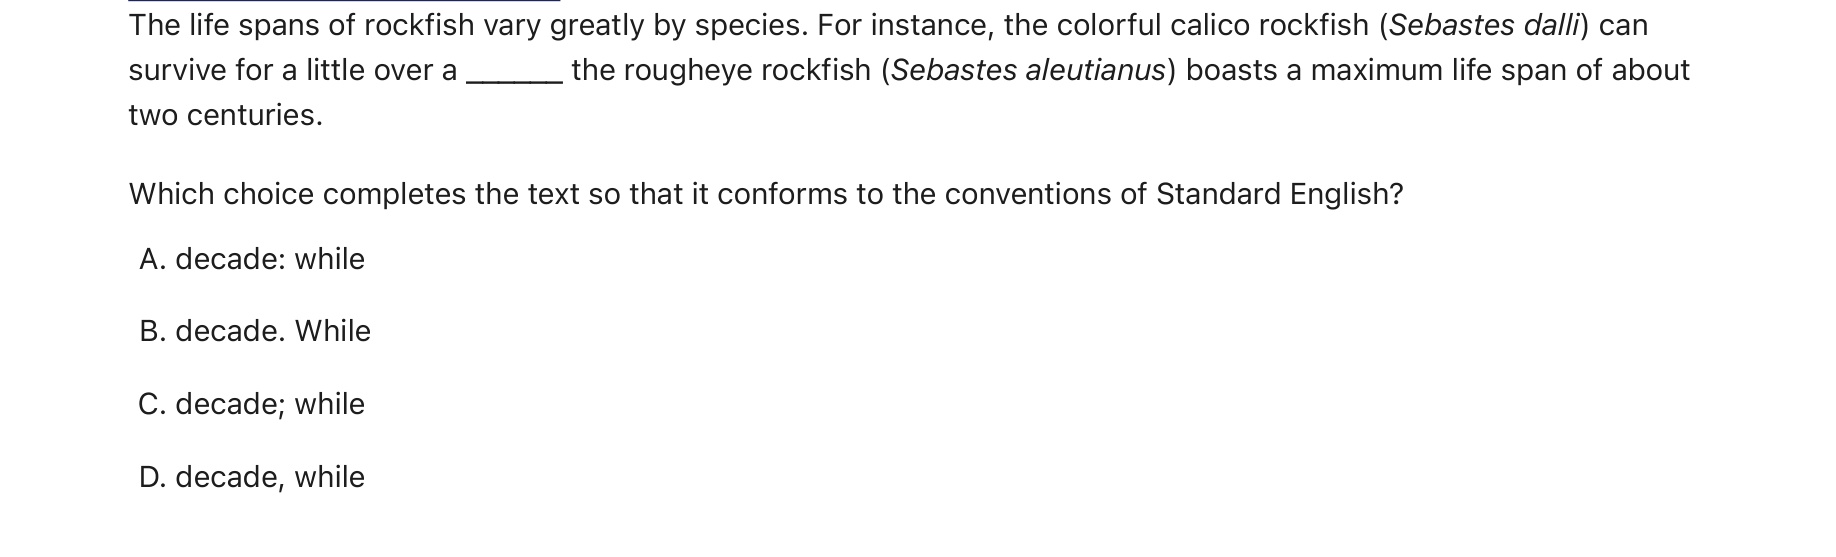 The life spans of rockfish vary greatly by species. For instance, the colorful calico rockfish (Sebastes dalli) can
survive for a little over a ______ the rougheye rockfish (Sebastes aleutianus) boasts a maximum life span of about
two centuries.
Which choice completes the text so that it conforms to the conventions of Standard English?
A. decade: while
B. decade. While
C. decade; while
D. decade, while